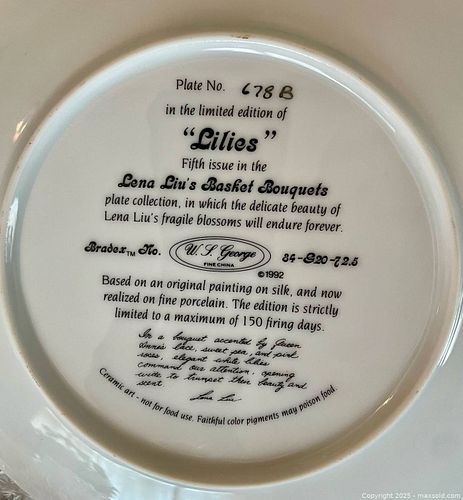 Plate No. 678 B
in the limited edition of
"Lilies"
Fifth issue in the
Lena Liu's Basket Bouquets
plate collection, in which the delicate beauty of
Lena Liu's fragile blossoms will endure forever.
Bradex™ No. W. S. George FINE CHINA 84-G20-72.5
©1992
Based on an original painting on silk, and now
realized on fine porcelain. The edition is strictly
limited to a maximum of 150 firing days.
In a bouquet accented by Queen
Anne's lace, sweet pea, and pink
roses, elegant white lilies
command our attention, opening
wide to trumpet their beauty and
scent
Lena Liu
Ceramic art - not for food use. Faithful color pigments may poison food.
Copyright © 2025 - maxsold.com